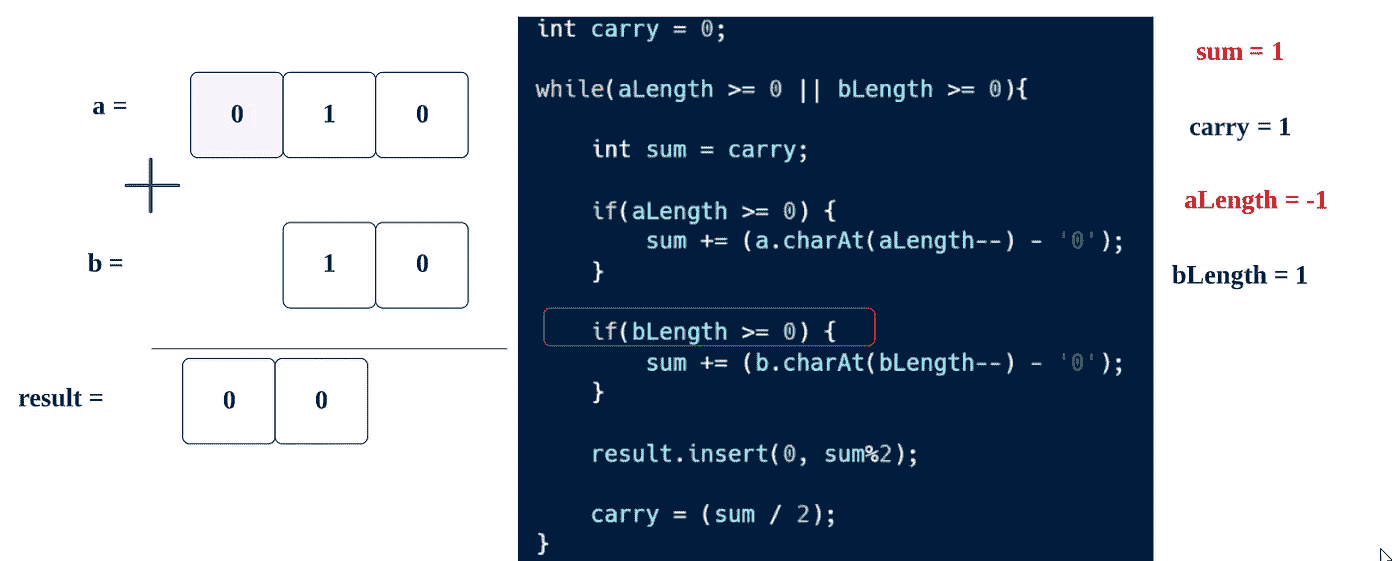 a =
0 1 0
b =
1 0
result =
0 0
int carry = 0;
while(aLength >= 0 || bLength >= 0){
int sum = carry;
if(aLength >= 0) {
sum += (a.charAt(aLength--) - '0');
}
if(bLength >= 0) {
sum += (b.charAt(bLength--) - '0');
}
result.insert(0, sum%2);
carry = (sum / 2);
}
sum = 1
carry = 1
aLength = -1
bLength = 1